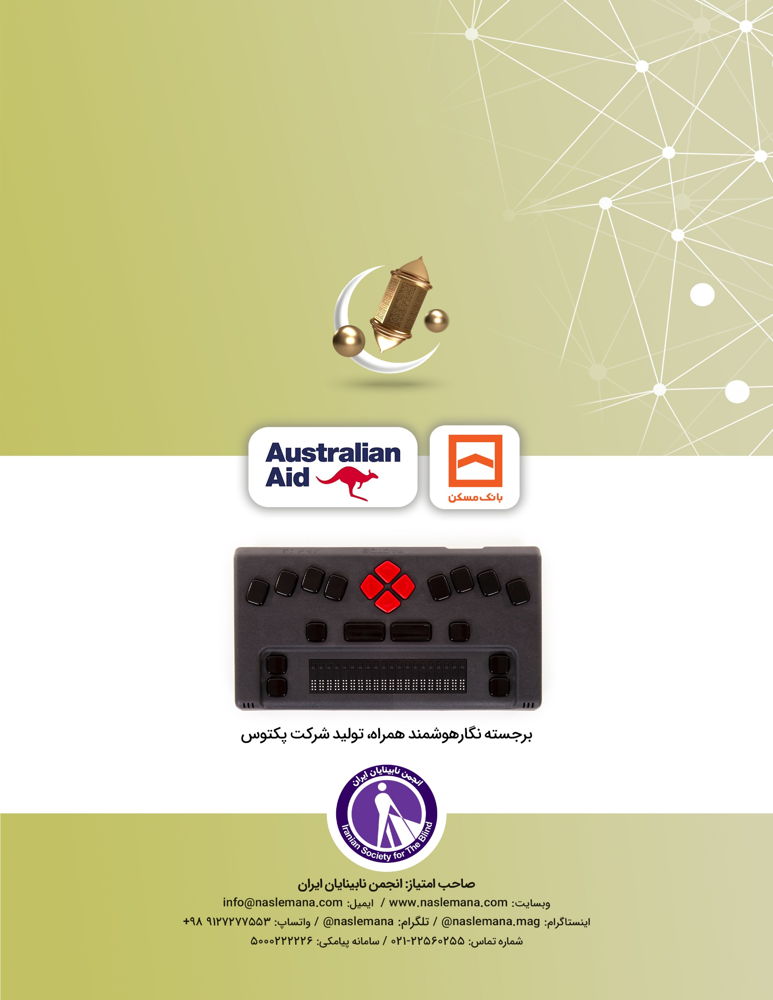 Australian
Aid
بانک مسکن
برجسته نگارهوشمند همراه، تولید شرکت پکتوس
انجمن نابینایان ایران
Iranian Society for The Blind
صاحب امتیاز: انجمن نابینایان ایران
وبسایت: www.naslemana.com / ایمیل: info@naslemana.com
اینستاگرام: @naslemana.mag / تلگرام: @naslemana / واتساپ: ۹۱۲۷۲۷۷۵۵۳ ۹۸+
شماره تماس: ۲۲۵۶۰۲۵۵-۰۲۱ / سامانه پیامکی: ۵۰۰۰۲۲۲۲۲۶